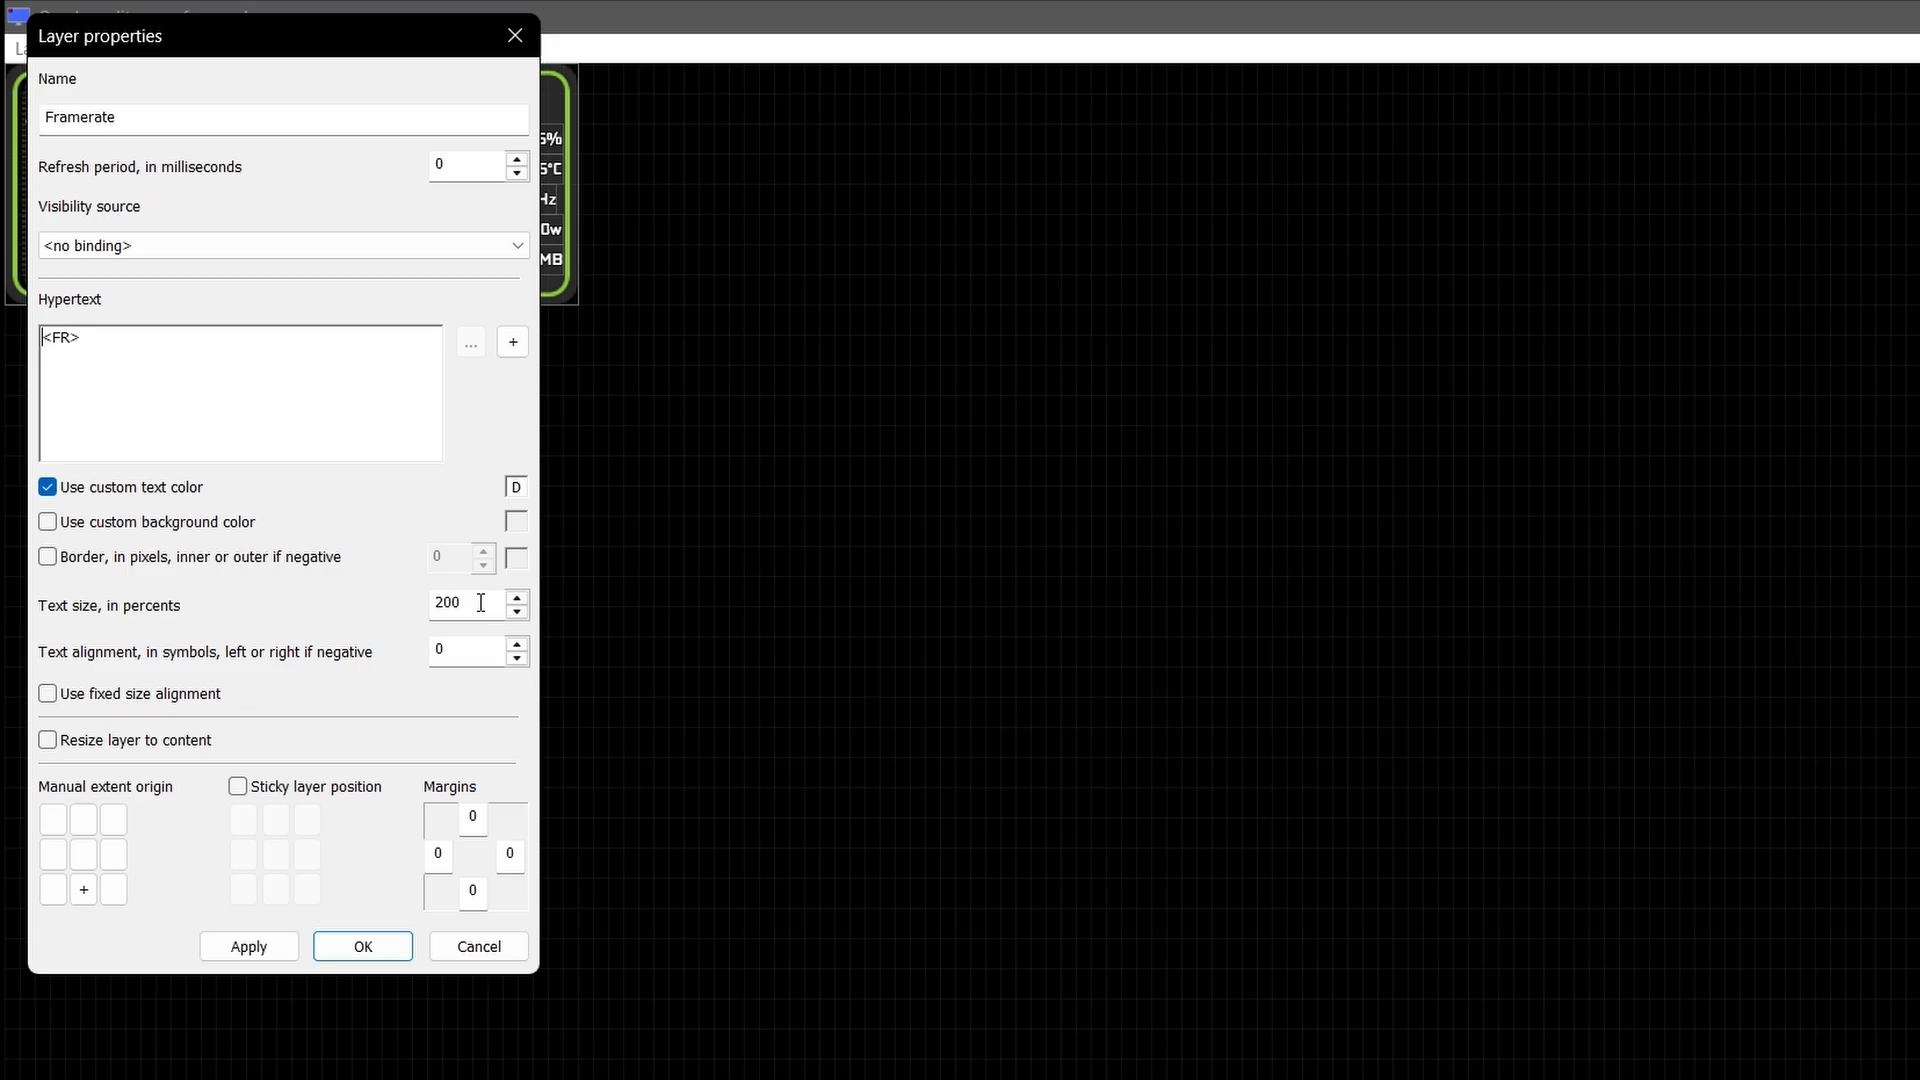 Layer properties
Name
Framerate
Refresh period, in milliseconds 0
Visibility source
<no binding>
Hypertext
<FR>
... +
Use custom text color D
Use custom background color
Border, in pixels, inner or outer if negative 0
Text size, in percents 200
Text alignment, in symbols, left or right if negative 0
Use fixed size alignment
Resize layer to content
Manual extent origin Sticky layer position Margins
0
0 0
+ 0
Apply OK Cancel
5%
5°C
Hz
0w
MB